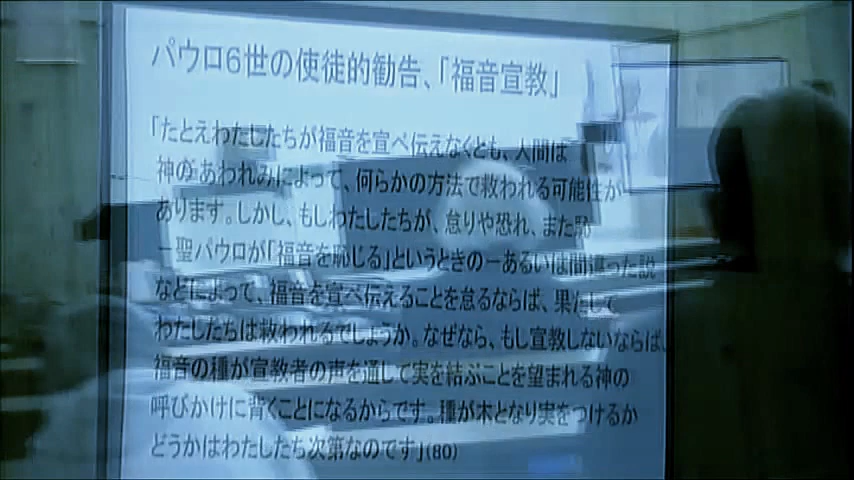 パウロ6世の使徒的勧告、「福音宣教」
「たとえわたしたちが福音を宣べ伝えなくとも、人間は
神のあわれみによって、何らかの方法で救われる可能性が
あります。しかし、もしわたしたちが、怠りや恐れ、また恥
－聖パウロが「福音を恥じる」というときの－あるいは間違った説
などによって、福音を宣べ伝えることを怠るならば、果たして
わたしたちは救われるでしょうか。なぜなら、もし宣教しないならば、
福音の種が宣教者の声を通して実を結ぶことを望まれる神の
呼びかけに背くことになるからです。種が木となり実をつけるか
どうかはわたしたち次第なのです」(80)